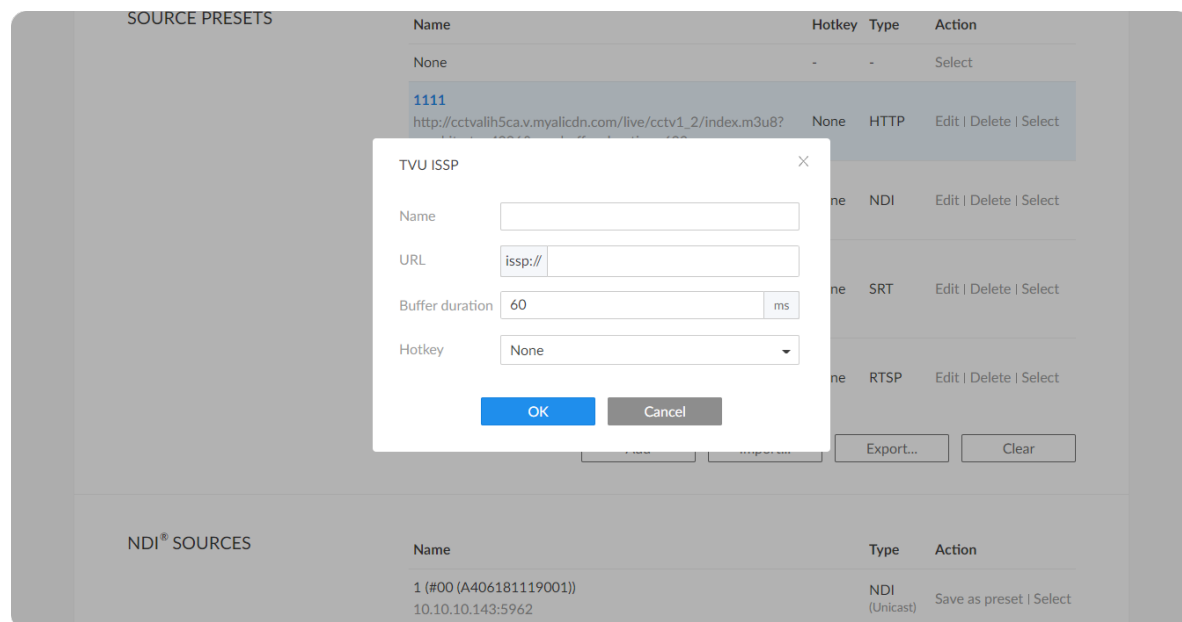 SOURCE PRESETS
Name Hotkey Type Action
None - - Select
1111
http://cctvalih5ca.v.myalicdn.com/live/cctv1_2/index.m3u8? None HTTP Edit | Delete | Select
TVU ISSP
Name
NDI Edit | Delete | Select
URL issp://
SRT Edit | Delete | Select
Buffer duration 60 ms
Hotkey None
RTSP Edit | Delete | Select
OK Cancel
Export... Clear
NDI® SOURCES
Name Type Action
1 (#00 (A406181119001)) NDI Save as preset | Select
10.10.10.143:5962 (Unicast)